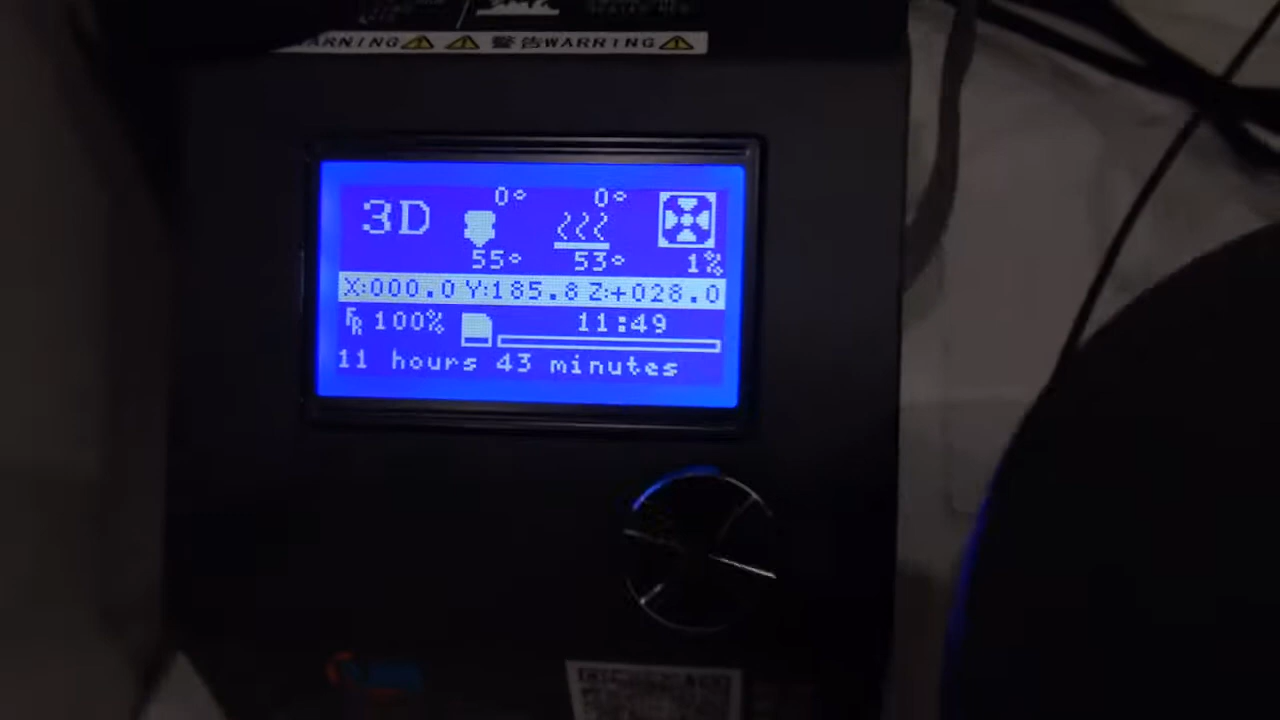 WARNING 警告WARRING
0° 0°
3D
55° 53° 1%
X:000.0 Y:185.8 Z:+028.0
FR 100% 11:49
11 hours 43 minutes